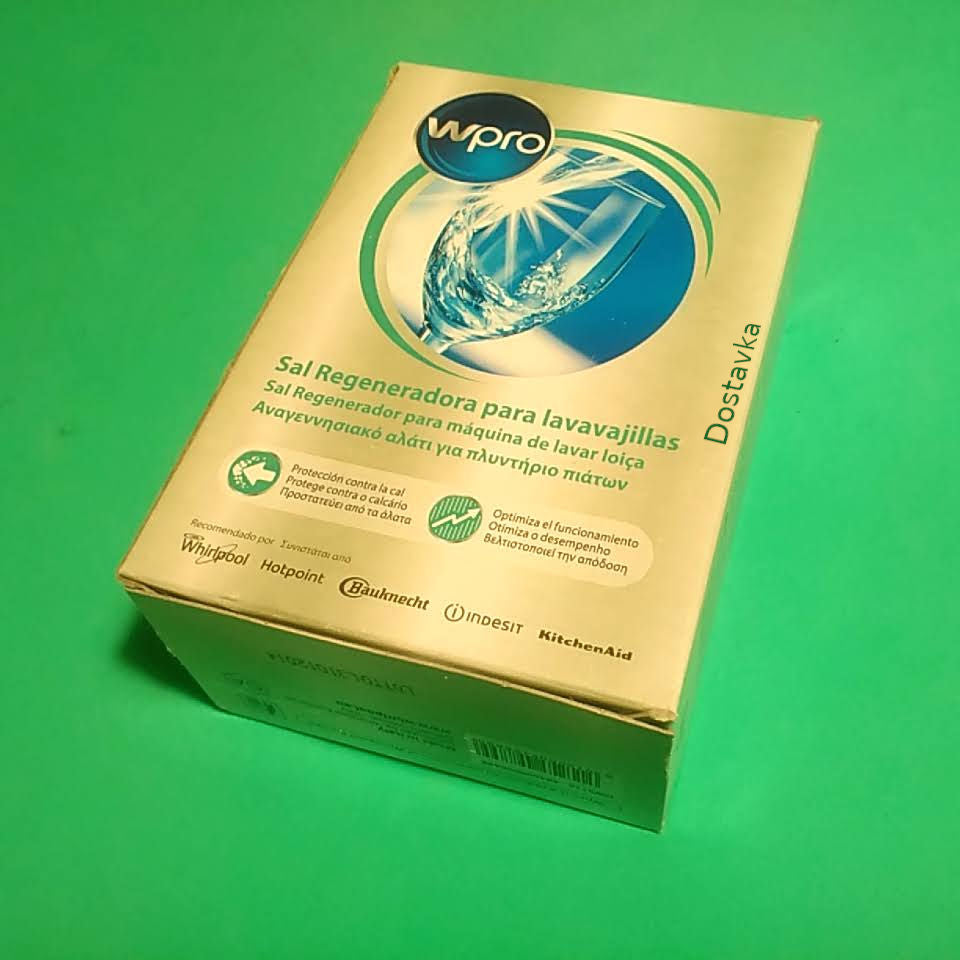 wpro
Sal Regeneradora para lavavajillas
Sal Regenerador para máquina de lavar loiça
Αναγεννησιακό αλάτι για πλυντήριο πιάτων
Protección contra la cal
Protege contra o calcário
Προστατεύει από τα άλατα
Optimiza el funcionamiento
Otimiza o desempenho
Βελτιστοποιεί την απόδοση
Recomendado por Συνιστάται από
Whirlpool Hotpoint Bauknecht indesit KitchenAid
Dostavka